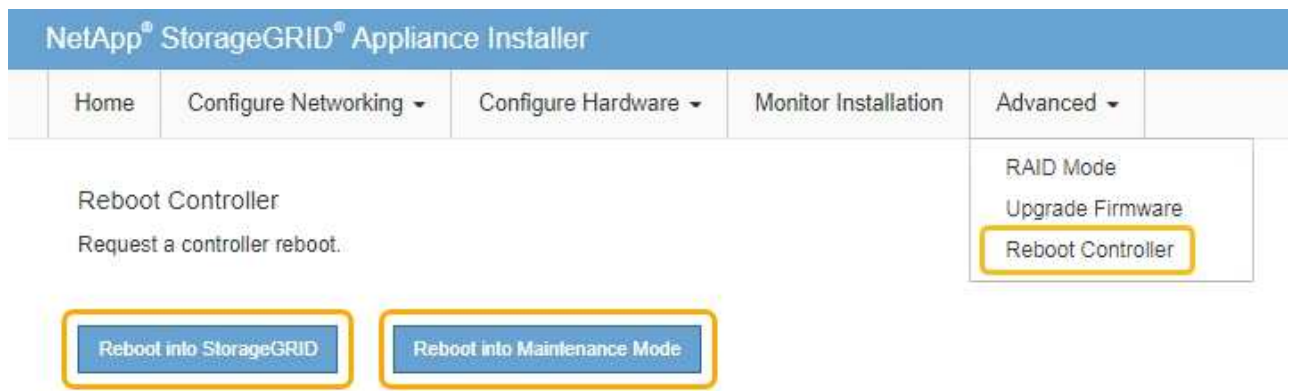 NetApp® StorageGRID® Appliance Installer
Home Configure Networking Configure Hardware Monitor Installation Advanced
RAID Mode
Upgrade Firmware
Reboot Controller
Reboot Controller
Request a controller reboot.
Reboot into StorageGRID Reboot into Maintenance Mode